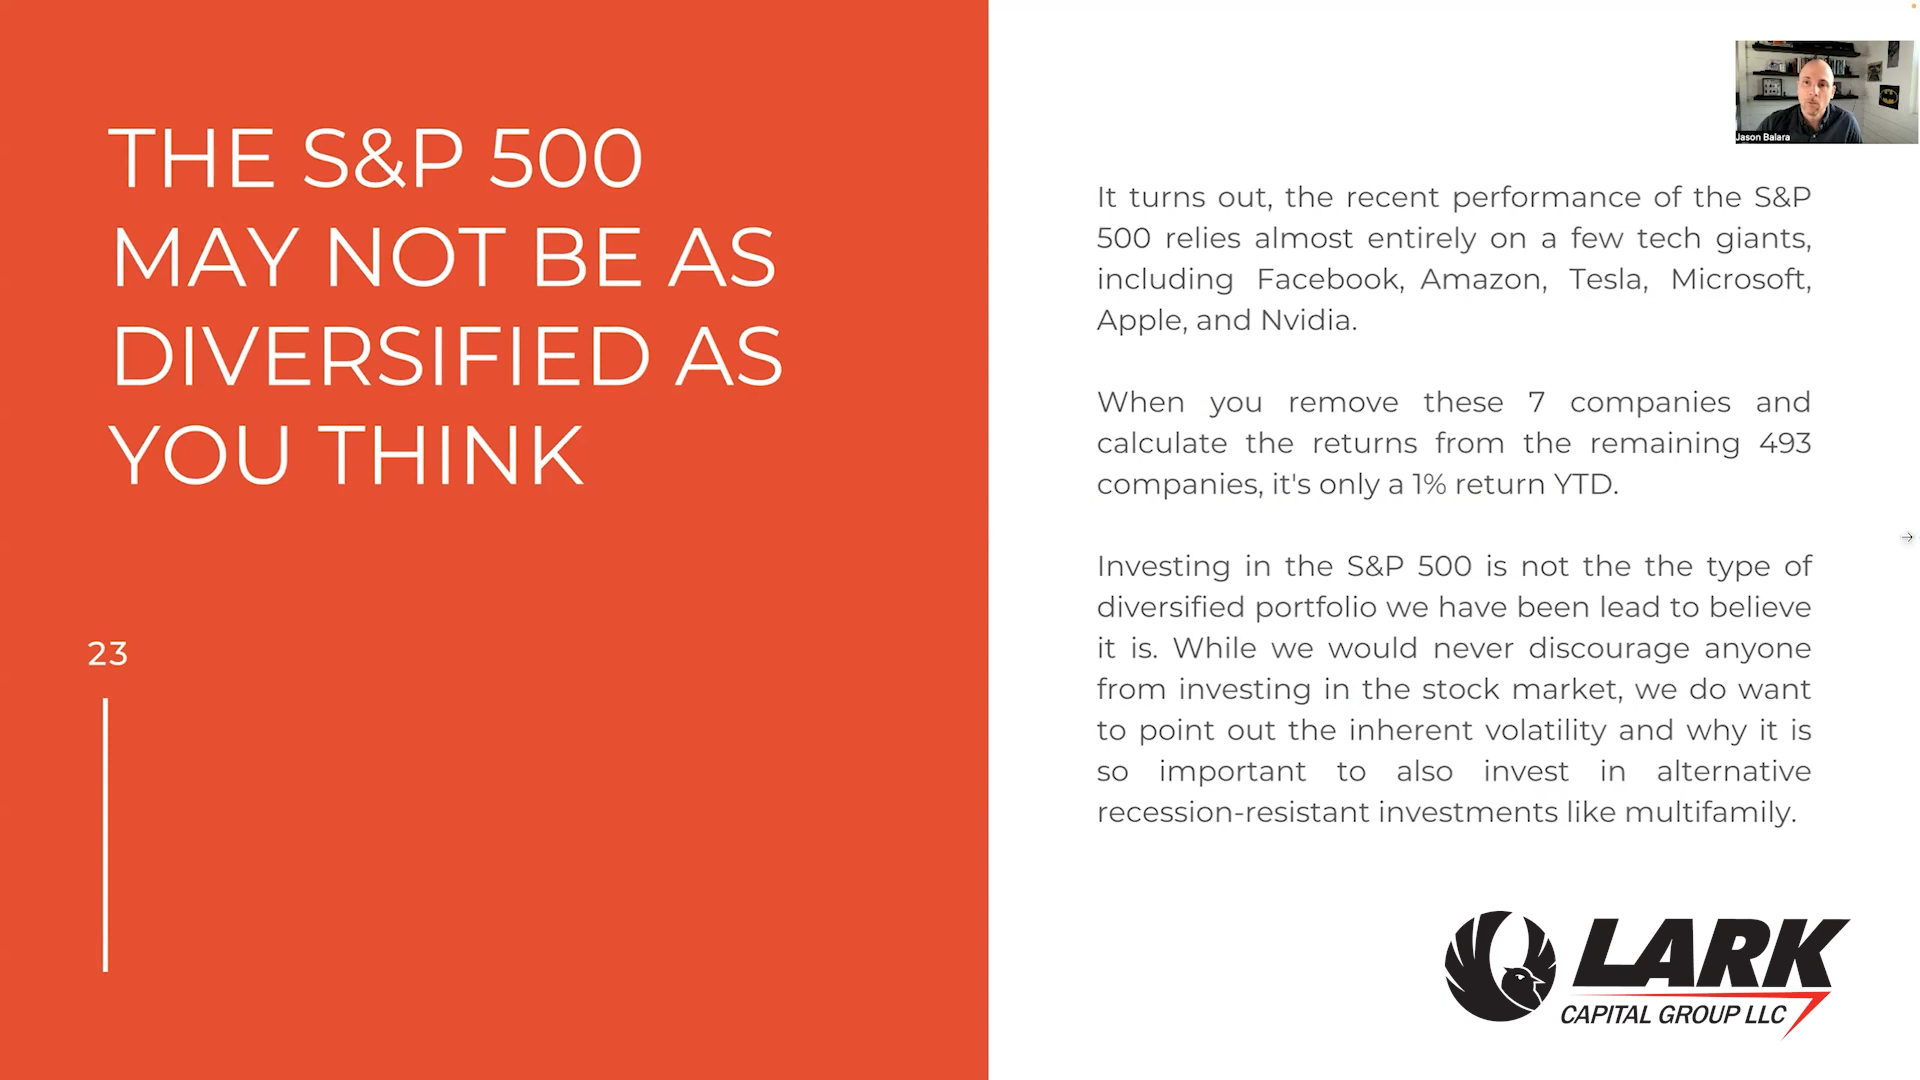 THE S&P 500
MAY NOT BE AS
DIVERSIFIED AS
YOU THINK
23
Jason Balara
It turns out, the recent performance of the S&P
500 relies almost entirely on a few tech giants,
including Facebook, Amazon, Tesla, Microsoft,
Apple, and Nvidia.
When you remove these 7 companies and
calculate the returns from the remaining 493
companies, it's only a 1% return YTD.
Investing in the S&P 500 is not the the type of
diversified portfolio we have been lead to believe
it is. While we would never discourage anyone
from investing in the stock market, we do want
to point out the inherent volatility and why it is
so important to also invest in alternative
recession-resistant investments like multifamily.
LARK
CAPITAL GROUP LLC